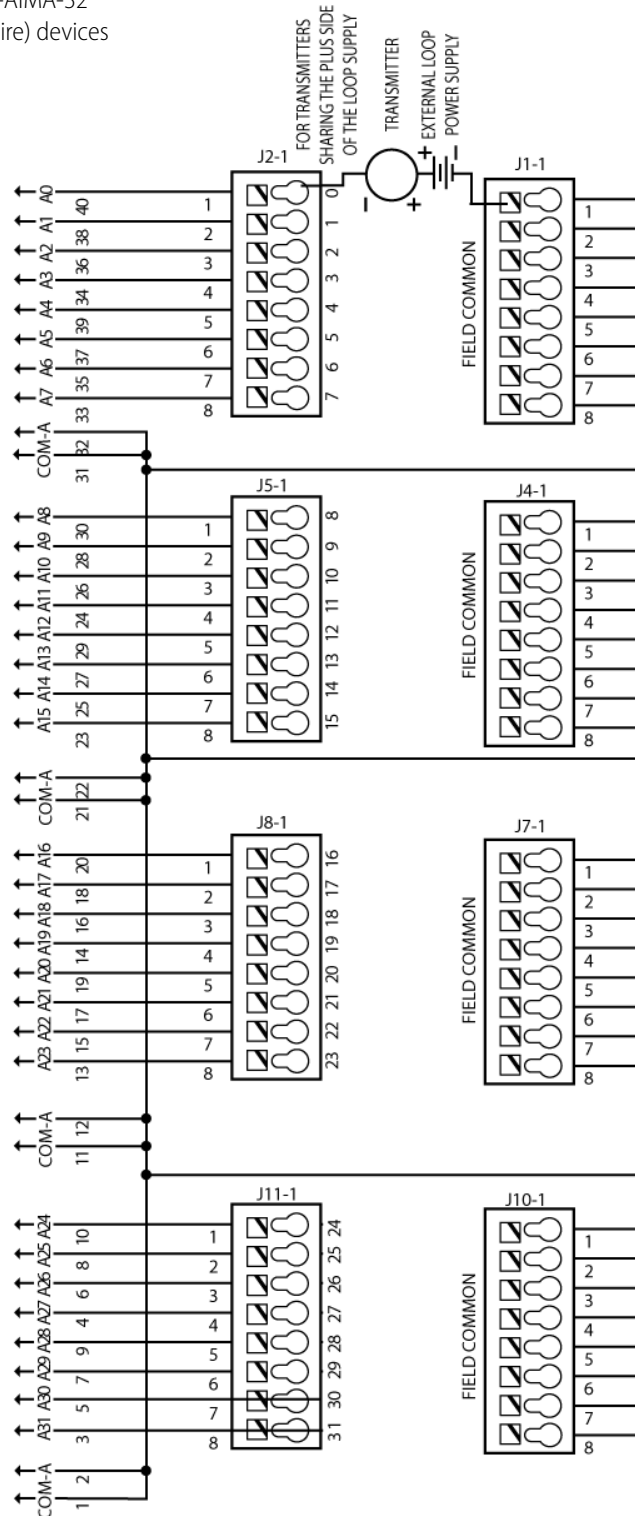 -AIMA-32
ire) devices
FOR TRANSMITTERS
SHARING THE PLUS SIDE
OF THE LOOP SUPPLY
TRANSMITTER
EXTERNAL LOOP
POWER SUPPLY
+ −
− +
J2-1
J1-1
A0 40 1 0
A1 38 2 1
A2 36 3 2
A3 34 4 3
A4 39 5 4
A5 37 6 5
A6 35 7 6
A7 33 8 7
COM-A 32
31
FIELD COMMON
1
2
3
4
5
6
7
8
J5-1
J4-1
A8 30 1 8
A9 28 2 9
A10 26 3 10
A11 24 4 11
A12 29 5 12
A13 27 6 13
A14 25 7 14
A15 23 8 15
COM-A 22
21
FIELD COMMON
1
2
3
4
5
6
7
8
J8-1
J7-1
A16 20 1 16
A17 18 2 17
A18 16 3 18
A19 14 4 19
A20 19 5 20
A21 17 6 21
A22 15 7 22
A23 13 8 23
COM-A 12
11
FIELD COMMON
1
2
3
4
5
6
7
8
J11-1
J10-1
A24 10 1 24
A25 8 2 25
A26 6 3 26
A27 4 4 27
A28 9 5 28
A29 7 6 29
A30 5 7 30
A31 3 8 31
COM-A 2
1
FIELD COMMON
1
2
3
4
5
6
7
8